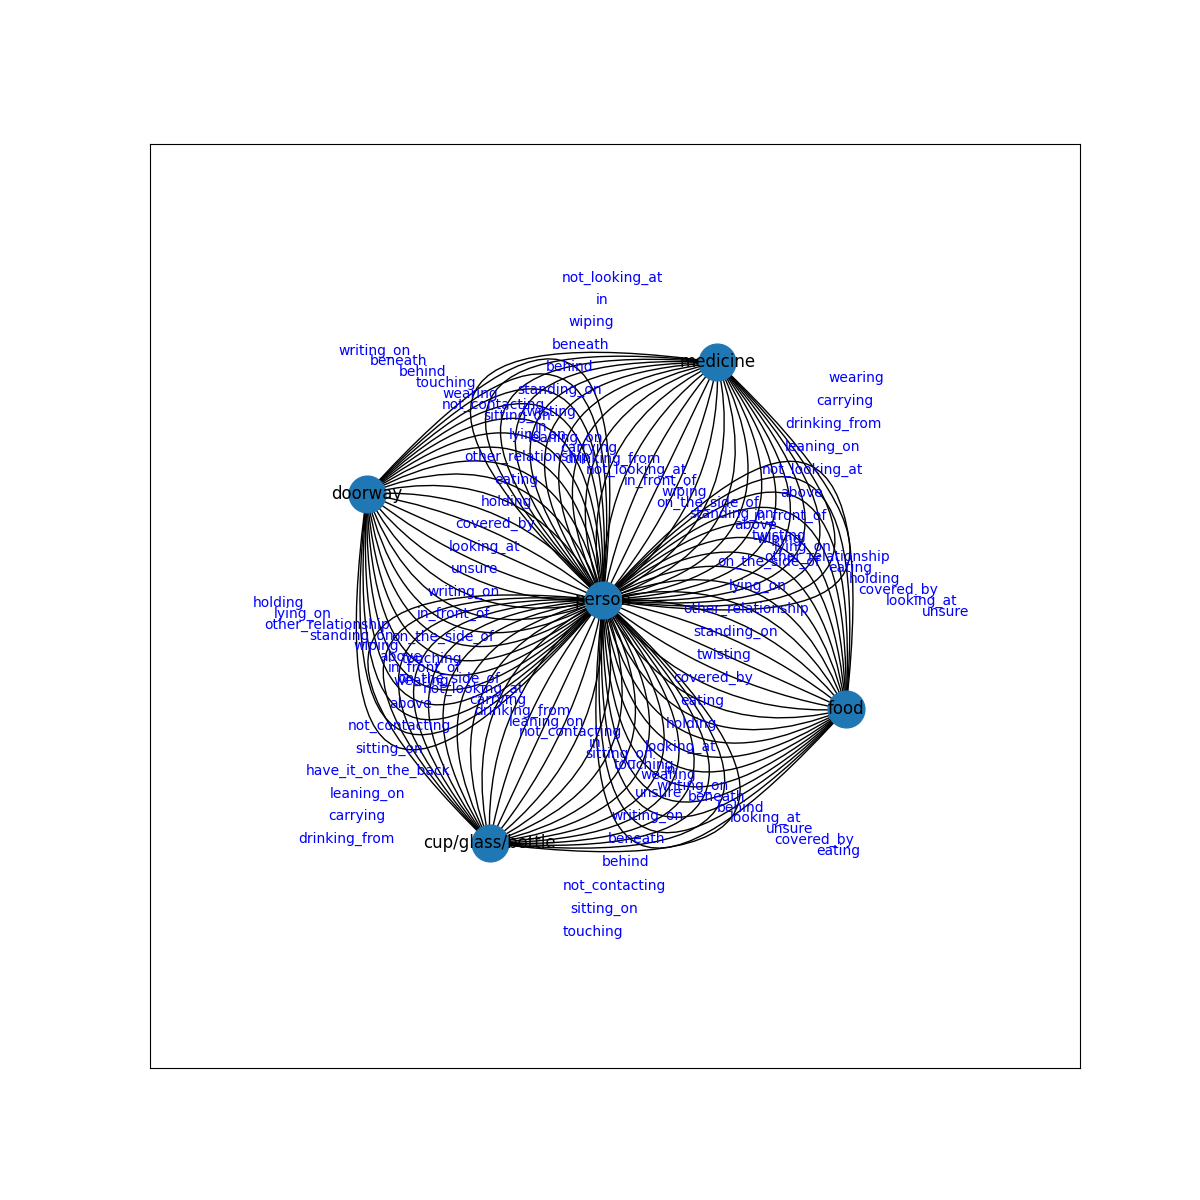 not_looking_at
in
wiping
beneath
medicine
writing_on
beneath
behind
behind
touching
wearing
standing_on
wearing
carrying
not_contacting
twisting
sitting_on
drinking_from
in
lying_on
leaning_on
carrying
leaning_on
other_relationship
drinking_from
not_looking_at
not_looking_at
in_front_of
eating
doorway
wiping
above
holding
on_the_side_of
standing_on
in_front_of
covered_by
above
twisting
wiping
looking_at
lying_on
other_relationship
on_the_side_of
unsure
eating
holding
lying_on
writing_on
covered_by
person
looking_at
holding
lying_on
in_front_of
other_relationship
unsure
other_relationship
standing_on
on_the_side_of
standing_on
wiping
twisting
above
touching
in_front_of
covered_by
on_the_side_of
wearing
not_looking_at
carrying
above
eating
food
drinking_from
leaning_on
holding
not_contacting
not_contacting
in
sitting_on
sitting_on
looking_at
have_it_on_the_back
touching
in
wearing
writing_on
leaning_on
unsure
beneath
behind
carrying
writing_on
looking_at
unsure
drinking_from
beneath
covered_by
cup/glass/bottle
eating
behind
not_contacting
sitting_on
touching